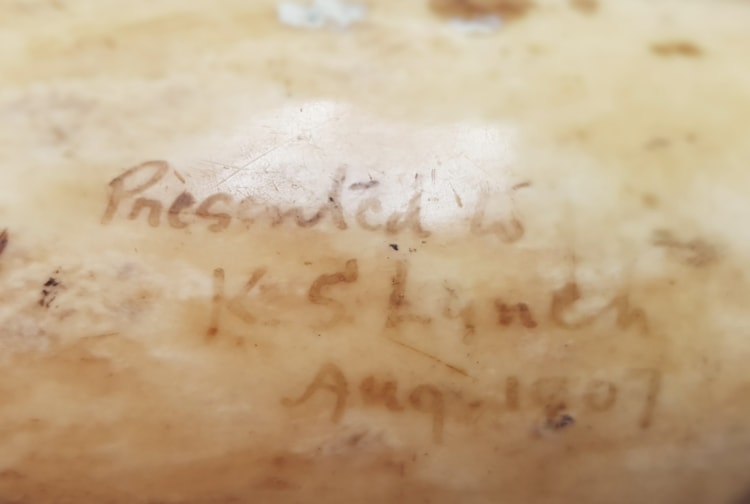 Presented to
K S Lynch
Aug. 1907